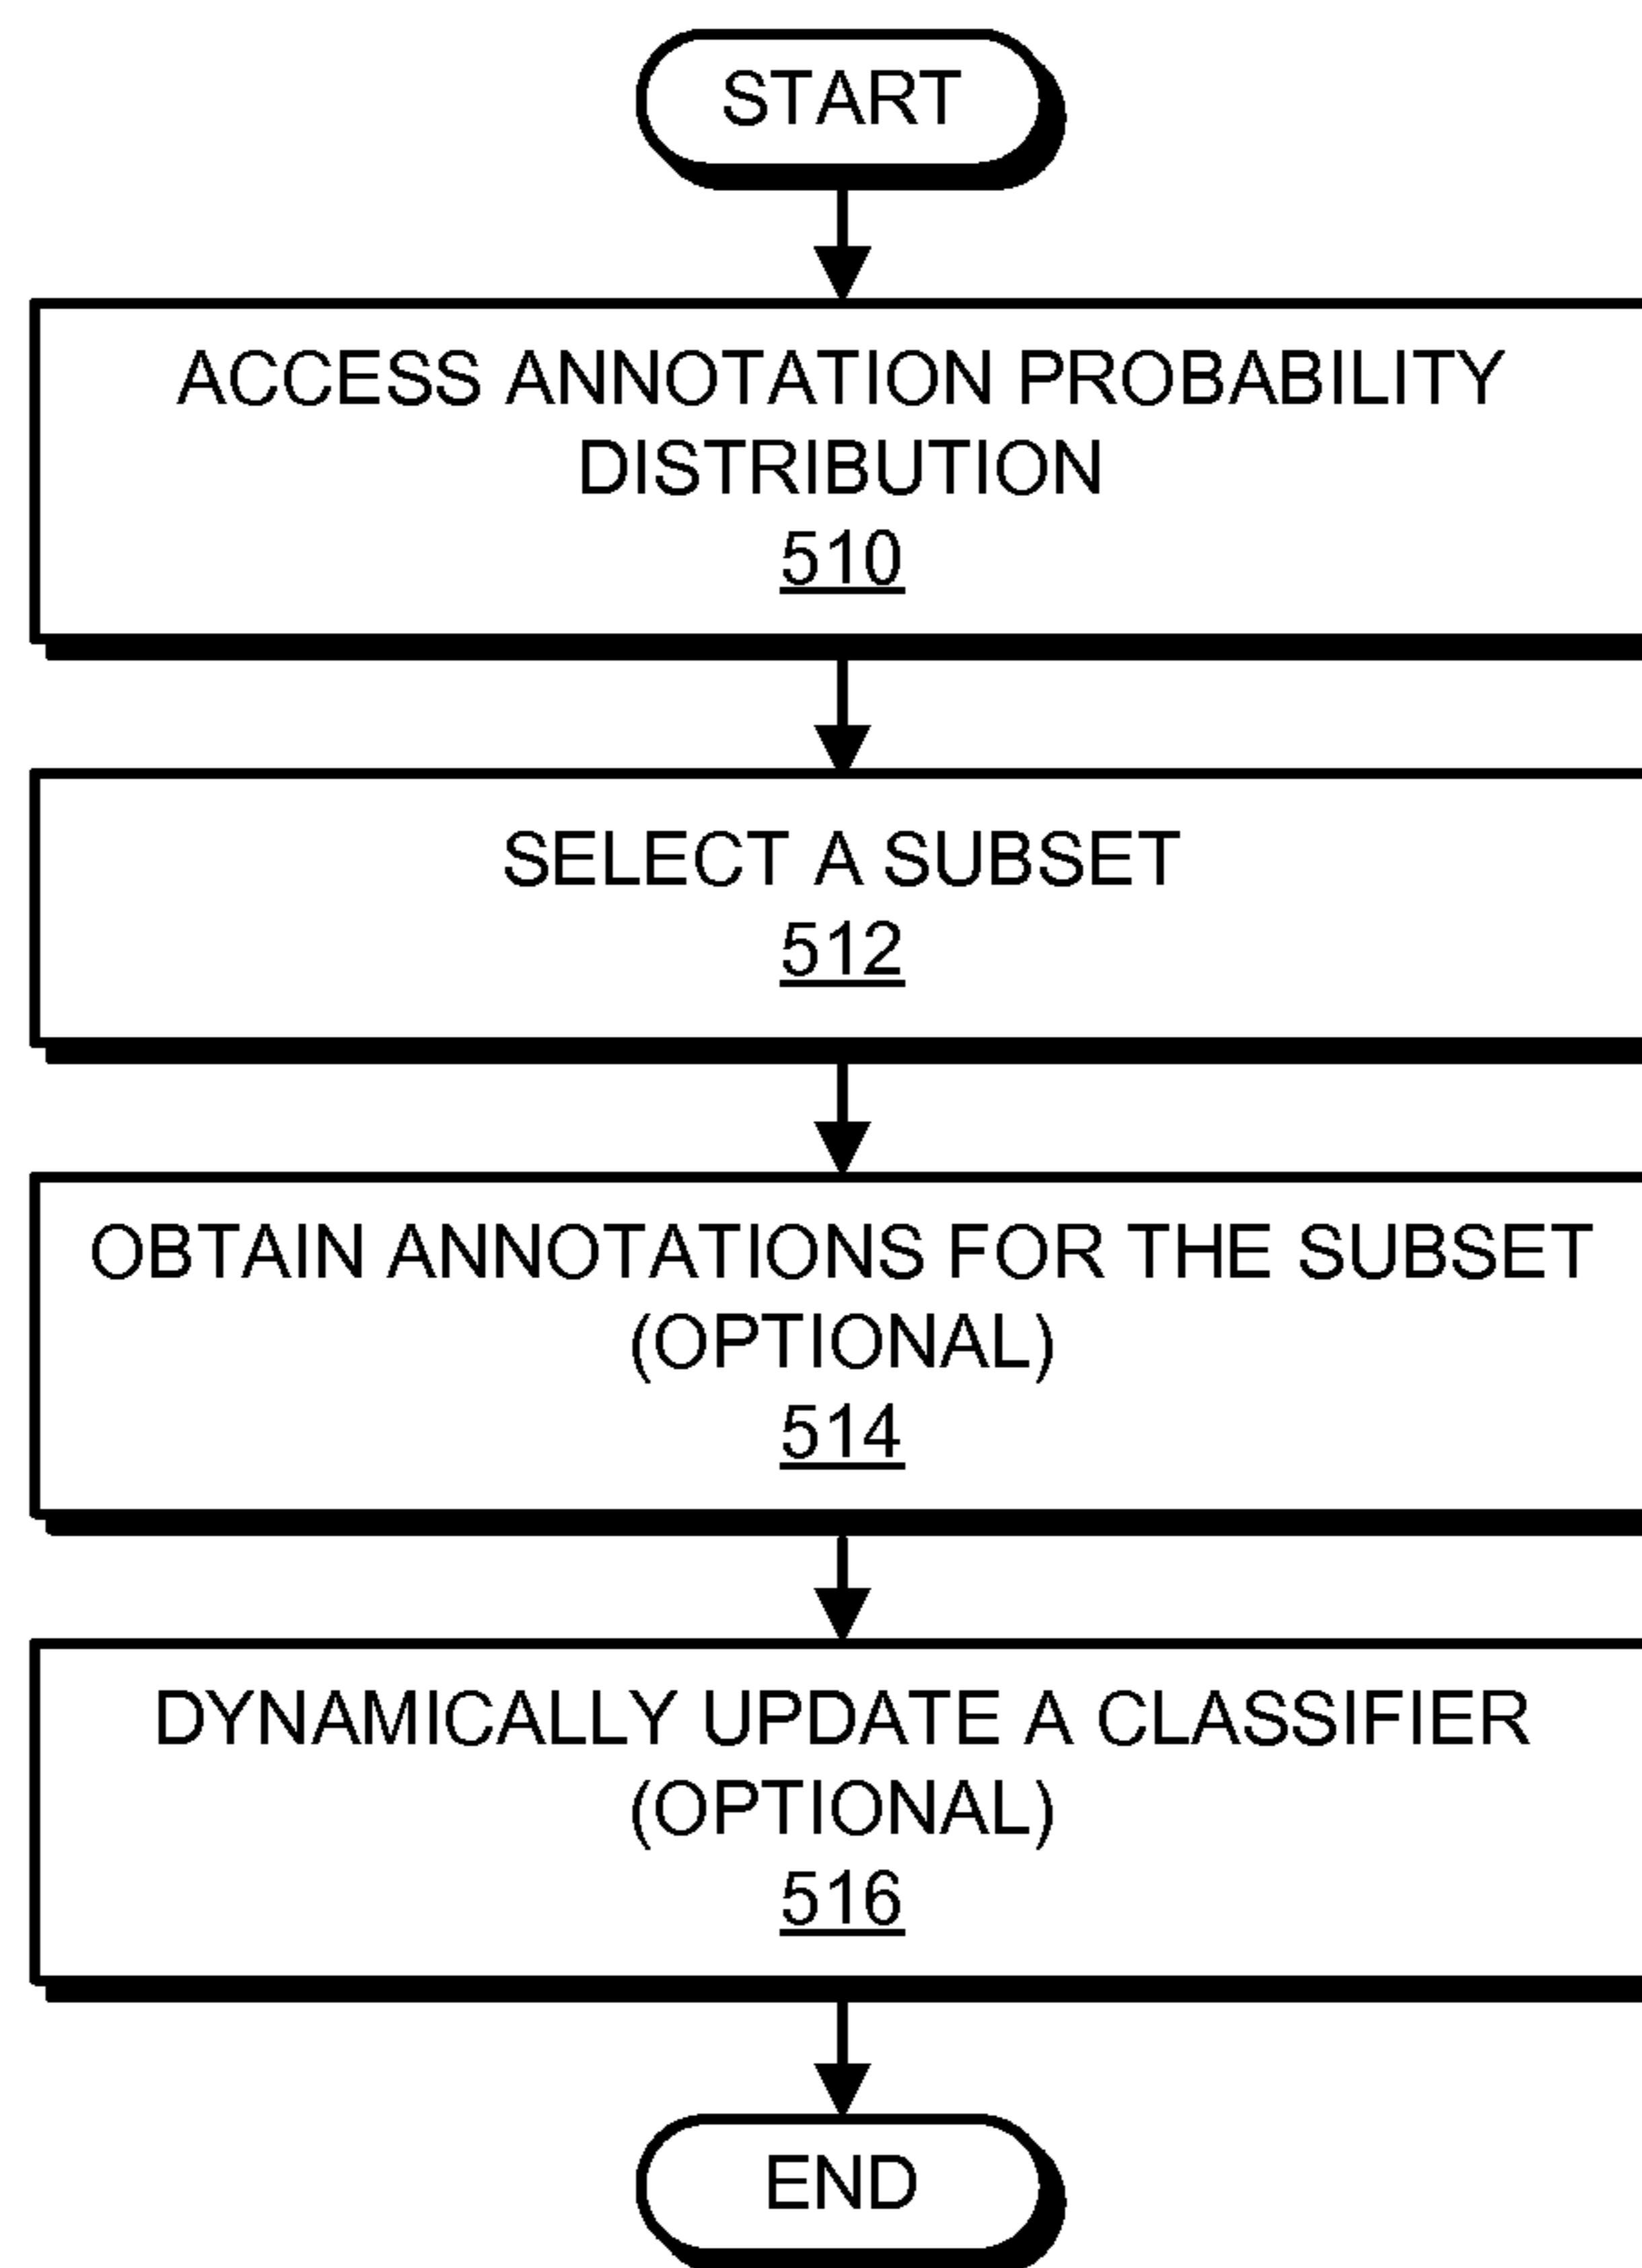 START
ACCESS ANNOTATION PROBABILITY
DISTRIBUTION
510
SELECT A SUBSET
512
OBTAIN ANNOTATIONS FOR THE SUBSET
(OPTIONAL)
514
DYNAMICALLY UPDATE A CLASSIFIER
(OPTIONAL)
516
END